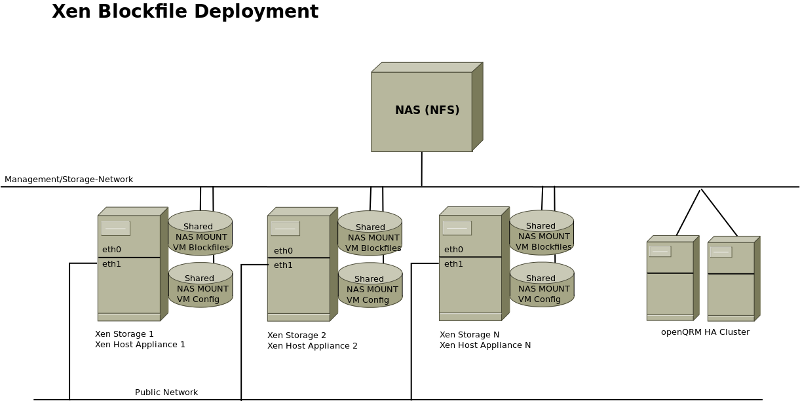 Xen Blockfile Deployment
NAS (NFS)
Management/Storage-Network
eth0
eth1
Shared
NAS MOUNT
VM Blockfiles
Shared
NAS MOUNT
VM Config
Xen Storage 1
Xen Host Appliance 1
eth0
eth1
Shared
NAS MOUNT
VM Blockfiles
Shared
NAS MOUNT
VM Config
Xen Storage 2
Xen Host Appliance 2
eth0
eth1
Shared
NAS MOUNT
VM Blockfiles
Shared
NAS MOUNT
VM Config
Xen Storage N
Xen Host Appliance N
openQRM HA Cluster
Public Network